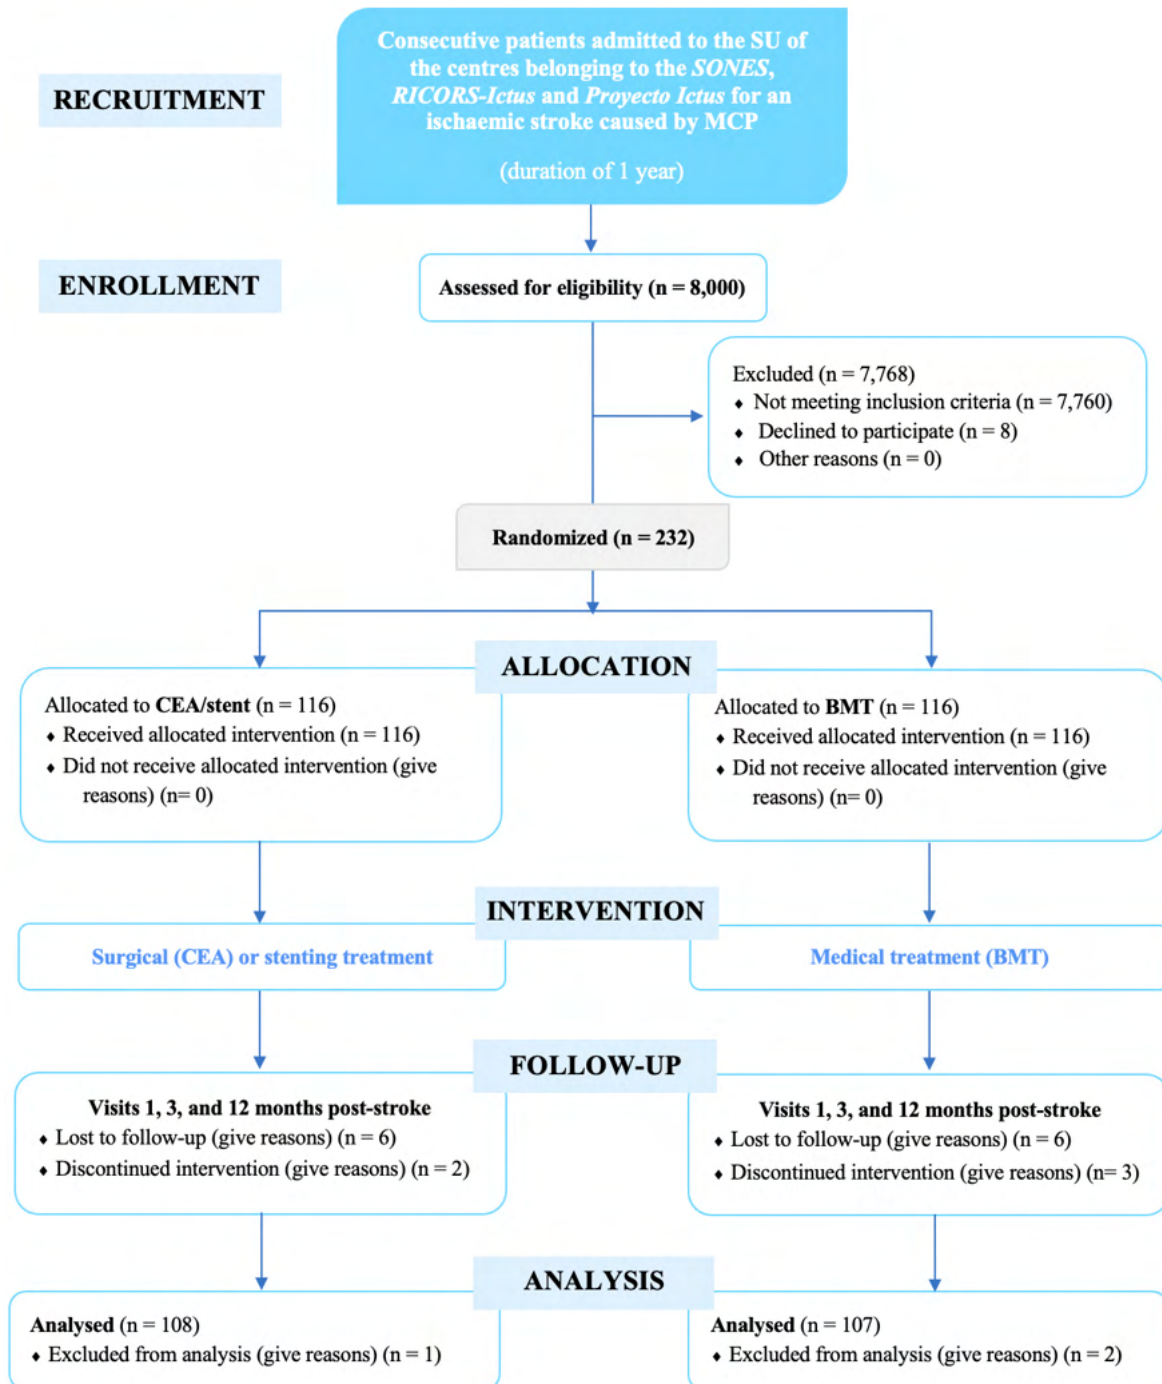 RECRUITMENT
Consecutive patients admitted to the SU of
the centres belonging to the SONES,
RICORS-Ictus and Proyecto Ictus for an
ischaemic stroke caused by MCP
(duration of 1 year)
ENROLLMENT
Assessed for eligibility (n = 8,000)
Excluded (n = 7,768)
♦ Not meeting inclusion criteria (n = 7,760)
♦ Declined to participate (n = 8)
♦ Other reasons (n = 0)
Randomized (n = 232)
ALLOCATION
Allocated to CEA/stent (n = 116)
♦ Received allocated intervention (n = 116)
♦ Did not receive allocated intervention (give
reasons) (n= 0)
Allocated to BMT (n = 116)
♦ Received allocated intervention (n = 116)
♦ Did not receive allocated intervention (give
reasons) (n= 0)
INTERVENTION
Surgical (CEA) or stenting treatment
Medical treatment (BMT)
FOLLOW-UP
Visits 1, 3, and 12 months post-stroke
♦ Lost to follow-up (give reasons) (n = 6)
♦ Discontinued intervention (give reasons) (n = 2)
Visits 1, 3, and 12 months post-stroke
♦ Lost to follow-up (give reasons) (n = 6)
♦ Discontinued intervention (give reasons) (n= 3)
ANALYSIS
Analysed (n = 108)
♦ Excluded from analysis (give reasons) (n = 1)
Analysed (n = 107)
♦ Excluded from analysis (give reasons) (n = 2)